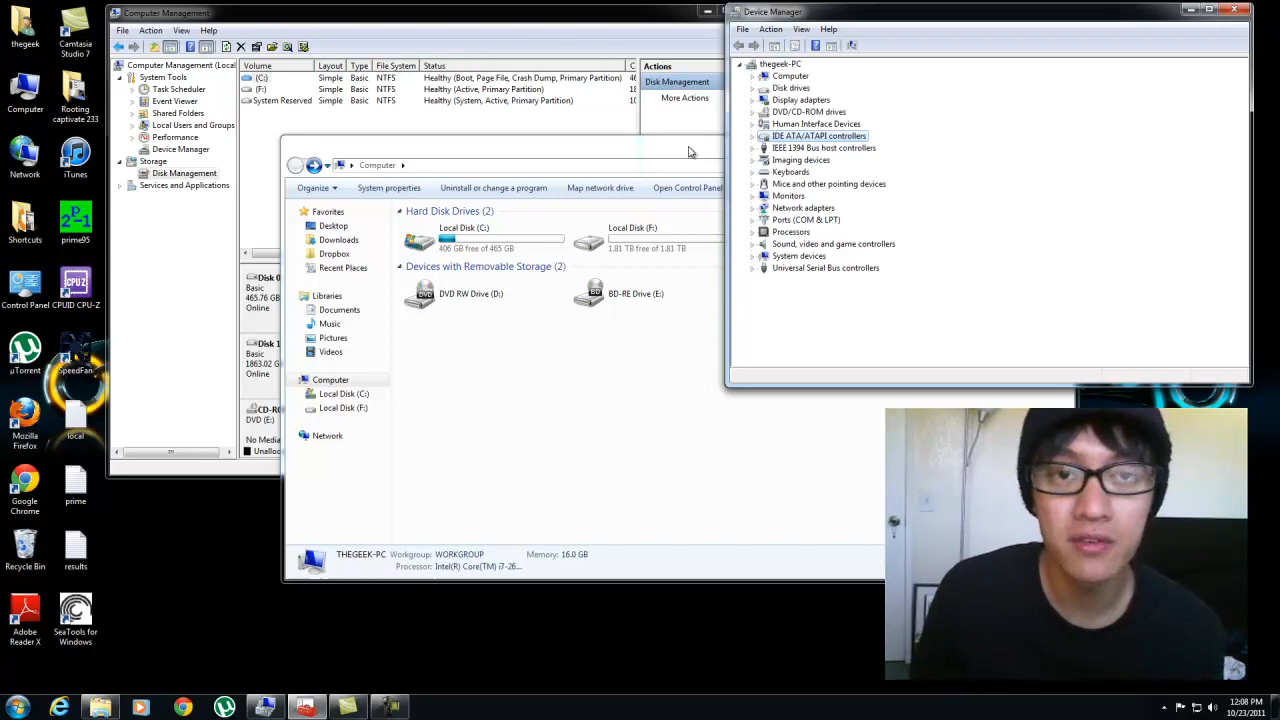 thegeek
Camtasia
Studio 7
Computer
Rooting
captivate 233
Network
iTunes
Shortcuts
prime95
Control Panel
CPUID CPU-Z
µTorrent
SpeedFan
Mozilla
Firefox
local
Google
Chrome
prime
Recycle Bin
results
Adobe
Reader X
SeaTools for
Windows
Computer Management
File Action View Help
Computer Management (Local
System Tools
Task Scheduler
Event Viewer
Shared Folders
Local Users and Groups
Performance
Device Manager
Storage
Disk Management
Services and Applications
Volume Layout Type File System Status C
(C:) Simple Basic NTFS Healthy (Boot, Page File, Crash Dump, Primary Partition) 46
(F:) Simple Basic NTFS Healthy (Active, Primary Partition) 18
System Reserved Simple Basic NTFS Healthy (System, Active, Primary Partition) 10
Actions
Disk Management
More Actions
Disk 0
Basic
465.76 GB
Online
Disk 1
Basic
1863.02 GB
Online
CD-RO
DVD (E:)
No Media
Unalloc
Computer
Organize System properties Uninstall or change a program Map network drive Open Control Panel
Favorites
Desktop
Downloads
Dropbox
Recent Places
Libraries
Documents
Music
Pictures
Videos
Computer
Local Disk (C:)
Local Disk (F:)
Network
Hard Disk Drives (2)
Local Disk (C:)
406 GB free of 465 GB
Local Disk (F:)
1.81 TB free of 1.81 TB
Devices with Removable Storage (2)
DVD RW Drive (D:)
BD-RE Drive (E:)
THEGEEK-PC Workgroup: WORKGROUP Memory: 16.0 GB
Processor: Intel(R) Core(TM) i7-26...
Device Manager
File Action View Help
thegeek-PC
Computer
Disk drives
Display adapters
DVD/CD-ROM drives
Human Interface Devices
IDE ATA/ATAPI controllers
IEEE 1394 Bus host controllers
Imaging devices
Keyboards
Mice and other pointing devices
Monitors
Network adapters
Ports (COM & LPT)
Processors
Sound, video and game controllers
System devices
Universal Serial Bus controllers
12:08 PM
10/23/2011